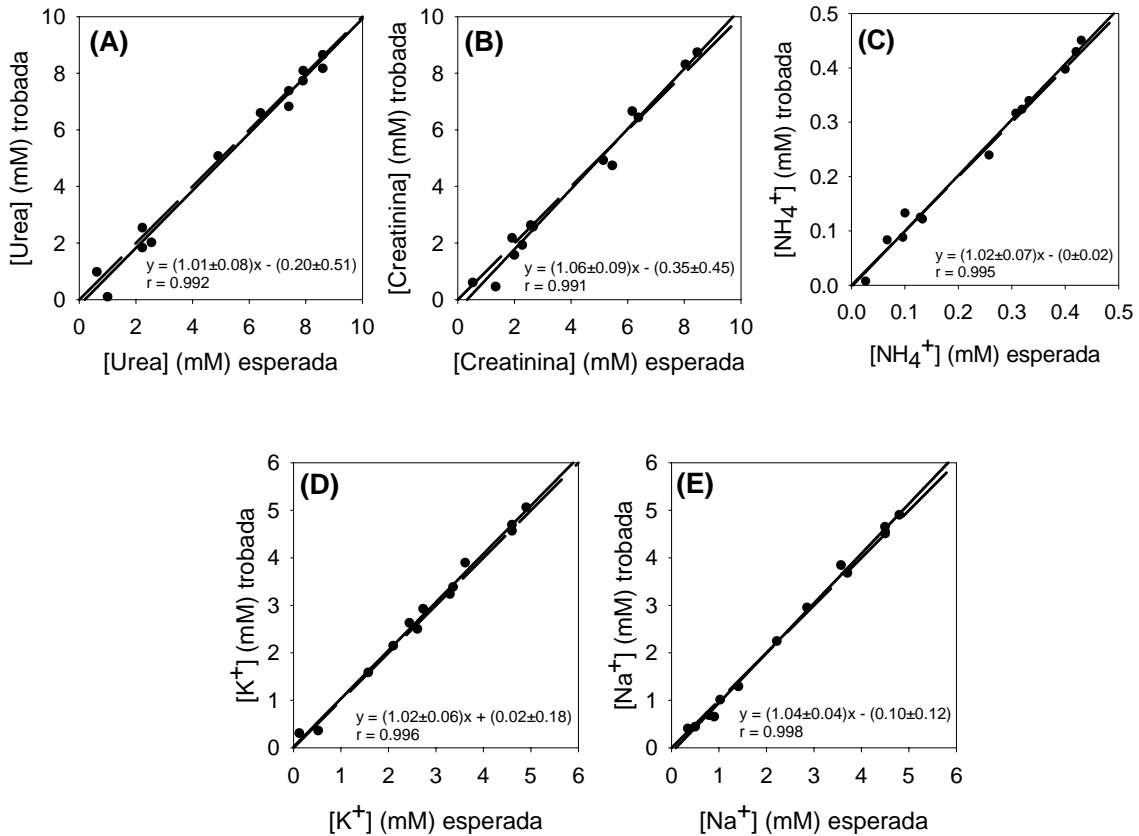 (A)
[Urea] (mM) trobada
10
8
6
4
2
0
y = (1.01±0.08)x - (0.20±0.51)
r = 0.992
0 2 4 6 8 10
[Urea] (mM) esperada
(B)
[Creatinina] (mM) trobada
10
8
6
4
2
0
y = (1.06±0.09)x - (0.35±0.45)
r = 0.991
0 2 4 6 8 10
[Creatinina] (mM) esperada
(C)
[NH4+] (mM) trobada
0.5
0.4
0.3
0.2
0.1
0.0
y = (1.02±0.07)x - (0±0.02)
r = 0.995
0.0 0.1 0.2 0.3 0.4 0.5
[NH4+] (mM) esperada
(D)
[K+] (mM) trobada
6
5
4
3
2
1
0
y = (1.02±0.06)x + (0.02±0.18)
r = 0.996
0 1 2 3 4 5 6
[K+] (mM) esperada
(E)
[Na+] (mM) trobada
6
5
4
3
2
1
0
y = (1.04±0.04)x - (0.10±0.12)
r = 0.998
0 1 2 3 4 5 6
[Na+] (mM) esperada